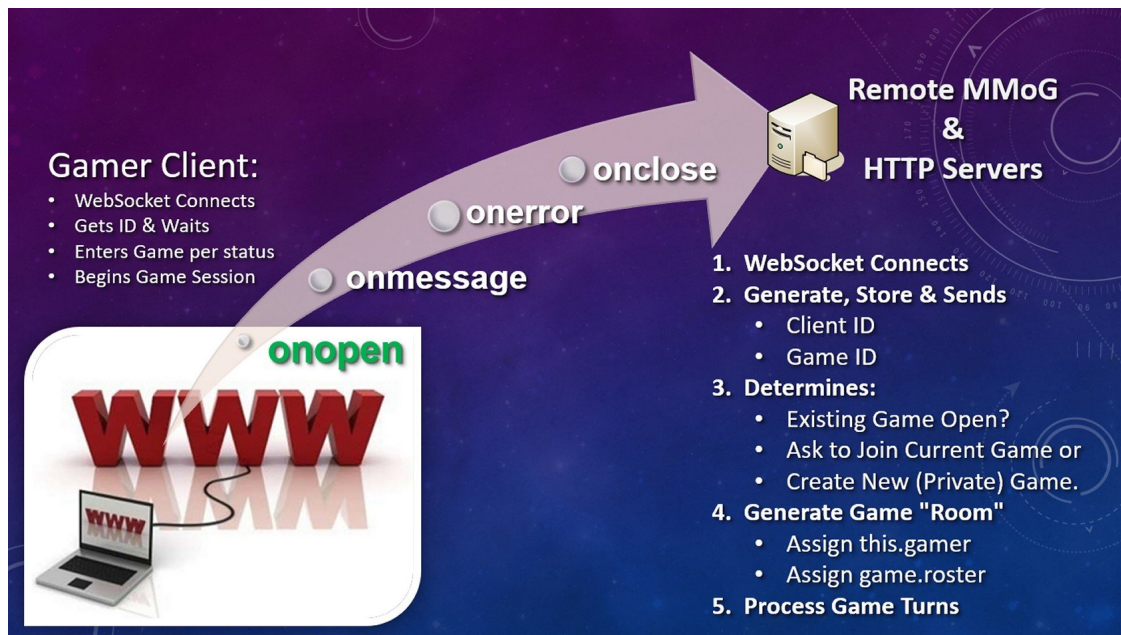 Gamer Client:
• WebSocket Connects
• Gets ID & Waits
• Enters Game per status
• Begins Game Session
onopen
onmessage
onerror
onclose
WWW
WWW
Remote MMoG
&
HTTP Servers
1. WebSocket Connects
2. Generate, Store & Sends
• Client ID
• Game ID
3. Determines:
• Existing Game Open?
• Ask to Join Current Game or
• Create New (Private) Game.
4. Generate Game "Room"
• Assign this.gamer
• Assign game.roster
5. Process Game Turns